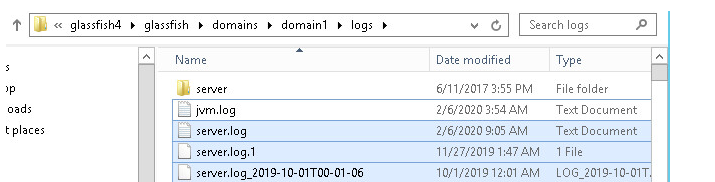 « glassfish4 ▸ glassfish ▸ domains ▸ domain1 ▸ logs ▸ Search logs
Name Date modified Type
s server 6/11/2017 3:55 PM File folder
op jvm.log 2/6/2020 3:54 AM Text Document
oads server.log 2/6/2020 9:05 AM Text Document
t places server.log.1 11/27/2019 1:47 AM 1 File
server.log_2019-10-01T00-01-06 10/1/2019 12:01 AM LOG_2019-10-01T.